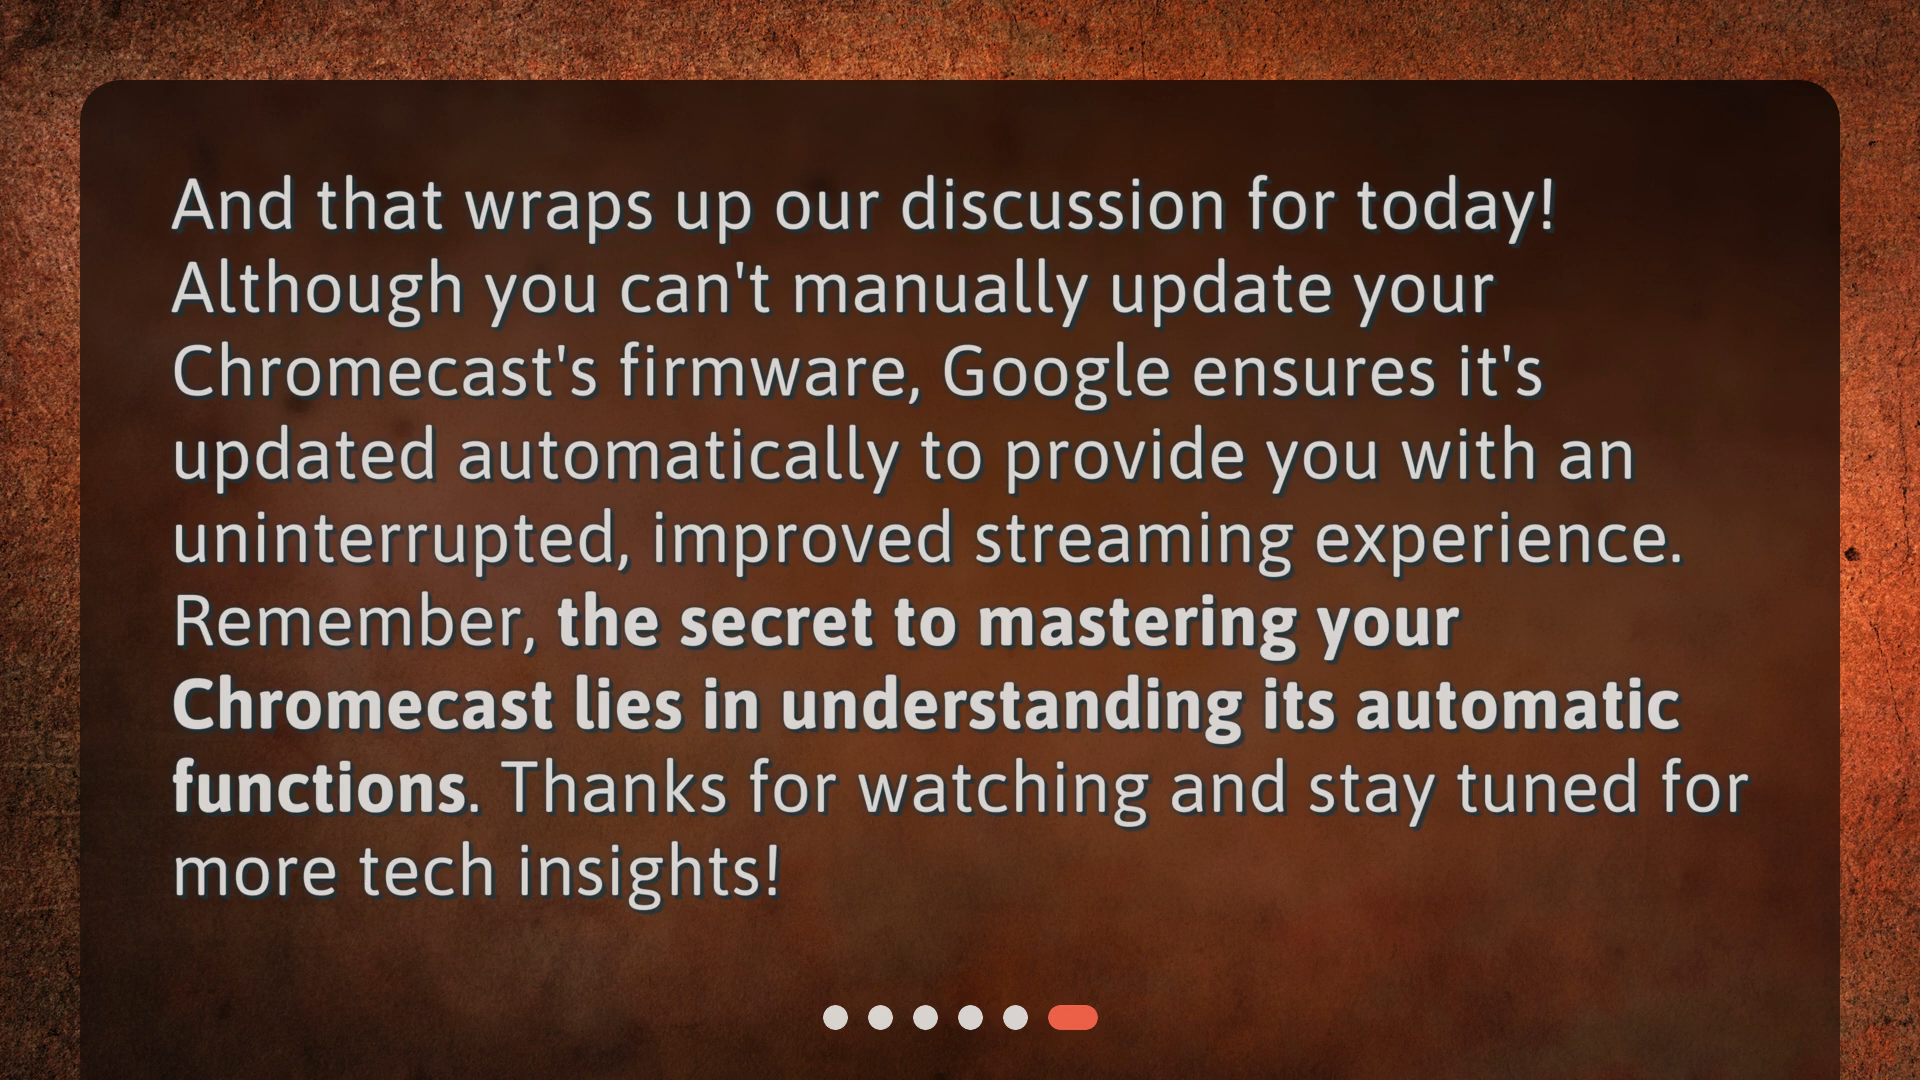 And that wraps up our discussion for today!
Although you can't manually update your
Chromecast's firmware, Google ensures it's
updated automatically to provide you with an
uninterrupted, improved streaming experience.
Remember, the secret to mastering your
Chromecast lies in understanding its automatic
functions. Thanks for watching and stay tuned for
more tech insights!